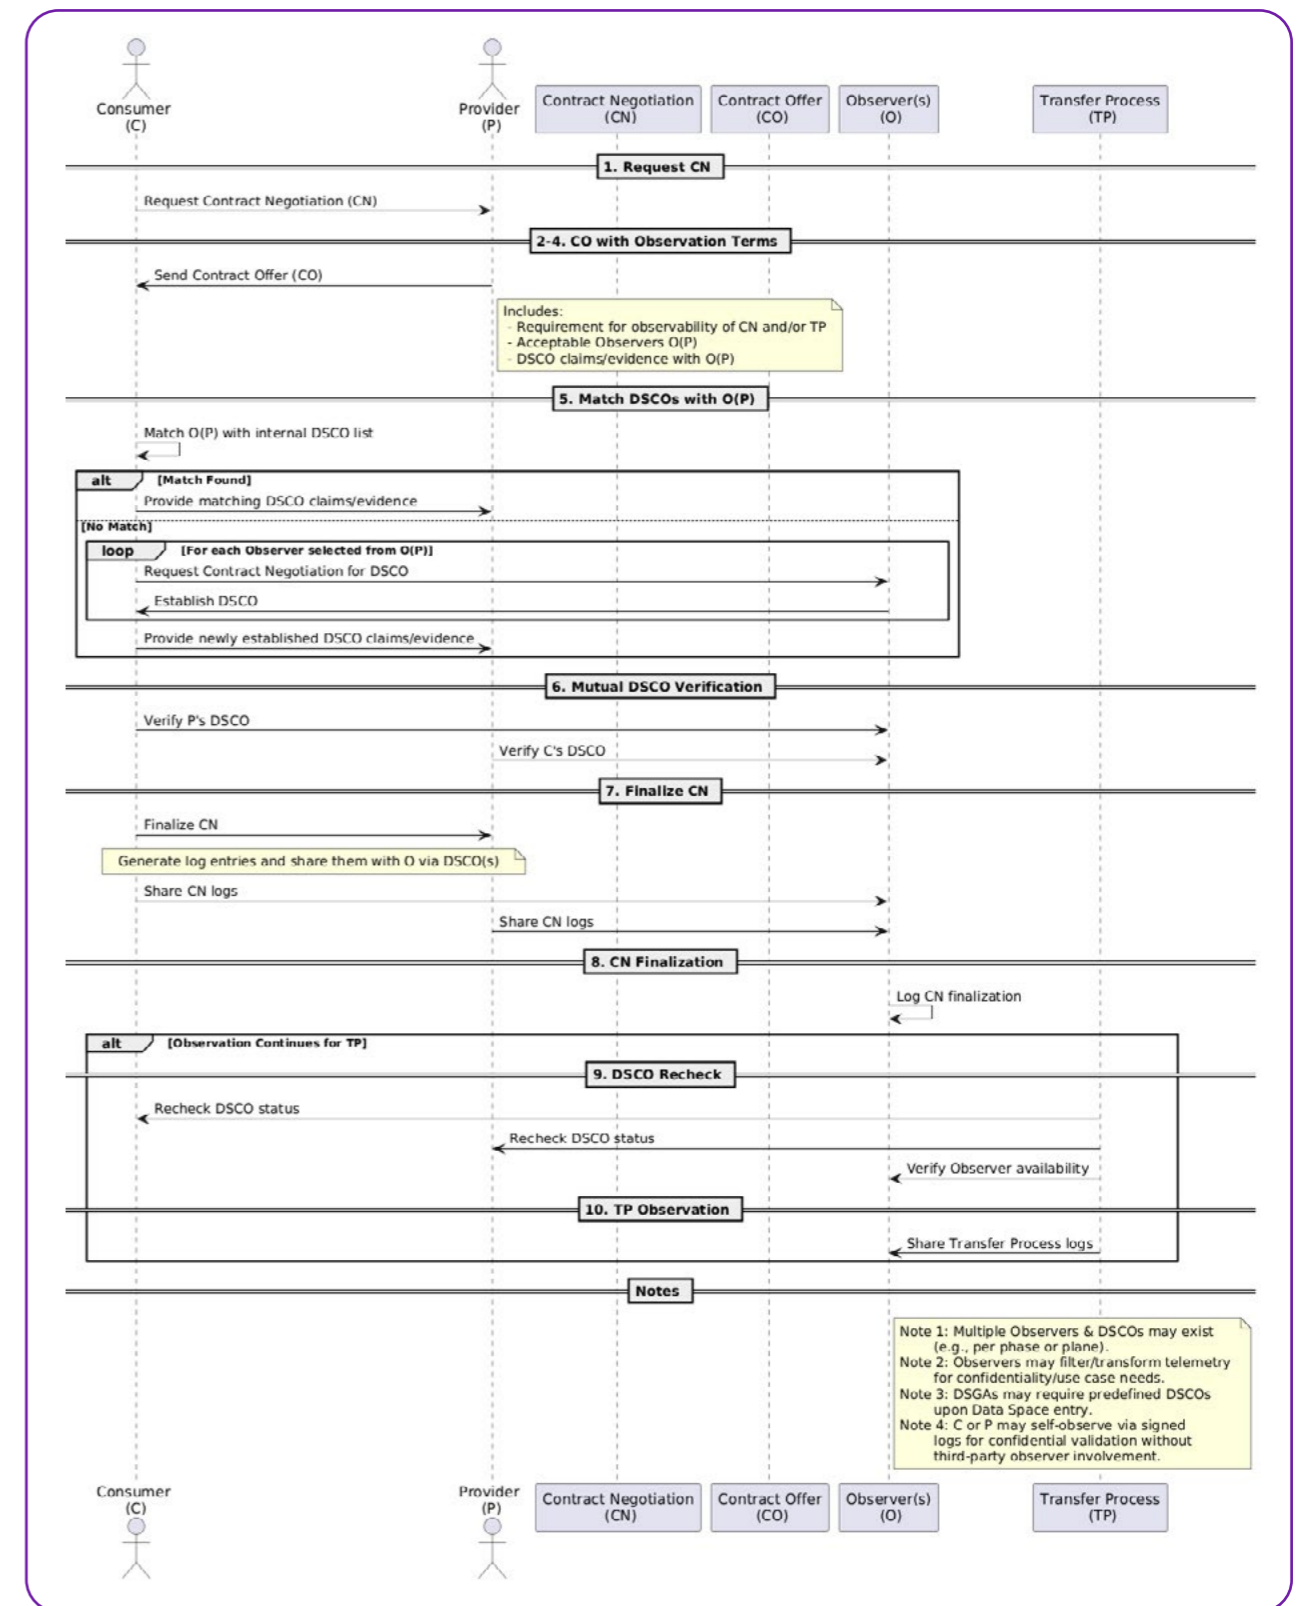 Consumer
(C)
Provider
(P)
Contract Negotiation
(CN)
Contract Offer
(CO)
Observer(s)
(O)
Transfer Process
(TP)
1. Request CN
Request Contract Negotiation (CN)
2-4. CO with Observation Terms
Send Contract Offer (CO)
Includes:
- Requirement for observability of CN and/or TP
- Acceptable Observers O(P)
- DSCO claims/evidence with O(P)
5. Match DSCOs with O(P)
Match O(P) with internal DSCO list
alt [Match Found]
Provide matching DSCO claims/evidence
[No Match]
loop [For each Observer selected from O(P)]
Request Contract Negotiation for DSCO
Establish DSCO
Provide newly established DSCO claims/evidence
6. Mutual DSCO Verification
Verify P's DSCO
Verify C's DSCO
7. Finalize CN
Finalize CN
Generate log entries and share them with O via DSCO(s)
Share CN logs
Share CN logs
8. CN Finalization
Log CN finalization
alt [Observation Continues for TP]
9. DSCO Recheck
Recheck DSCO status
Recheck DSCO status
Verify Observer availability
10. TP Observation
Share Transfer Process logs
Notes
Note 1: Multiple Observers & DSCOs may exist
(e.g., per phase or plane).
Note 2: Observers may filter/transform telemetry
for confidentiality/use case needs.
Note 3: DSGAs may require predefined DSCOs
upon Data Space entry.
Note 4: C or P may self-observe via signed
logs for confidential validation without
third-party observer involvement.
Consumer
(C)
Provider
(P)
Contract Negotiation
(CN)
Contract Offer
(CO)
Observer(s)
(O)
Transfer Process
(TP)